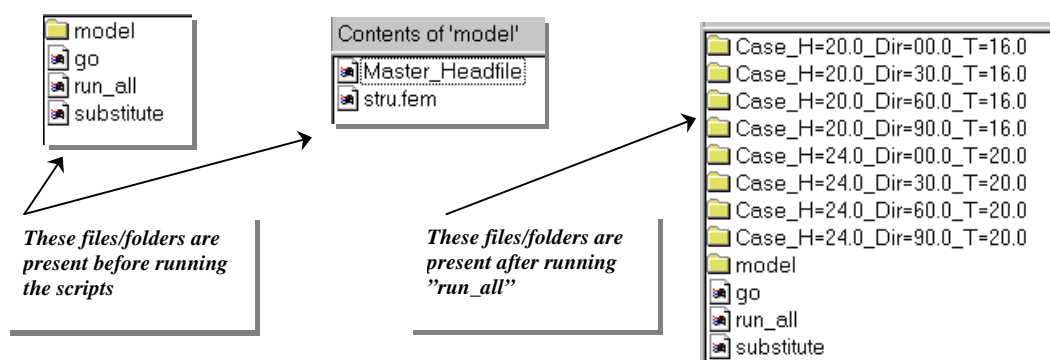 model
go
run_all
substitute
Contents of 'model'
Master_Headfile
stru.fem
These files/folders are
present before running
the scripts
These files/folders are
present after running
”run_all”
Case_H=20.0_Dir=00.0_T=16.0
Case_H=20.0_Dir=30.0_T=16.0
Case_H=20.0_Dir=60.0_T=16.0
Case_H=20.0_Dir=90.0_T=16.0
Case_H=24.0_Dir=00.0_T=20.0
Case_H=24.0_Dir=30.0_T=20.0
Case_H=24.0_Dir=60.0_T=20.0
Case_H=24.0_Dir=90.0_T=20.0
model
go
run_all
substitute